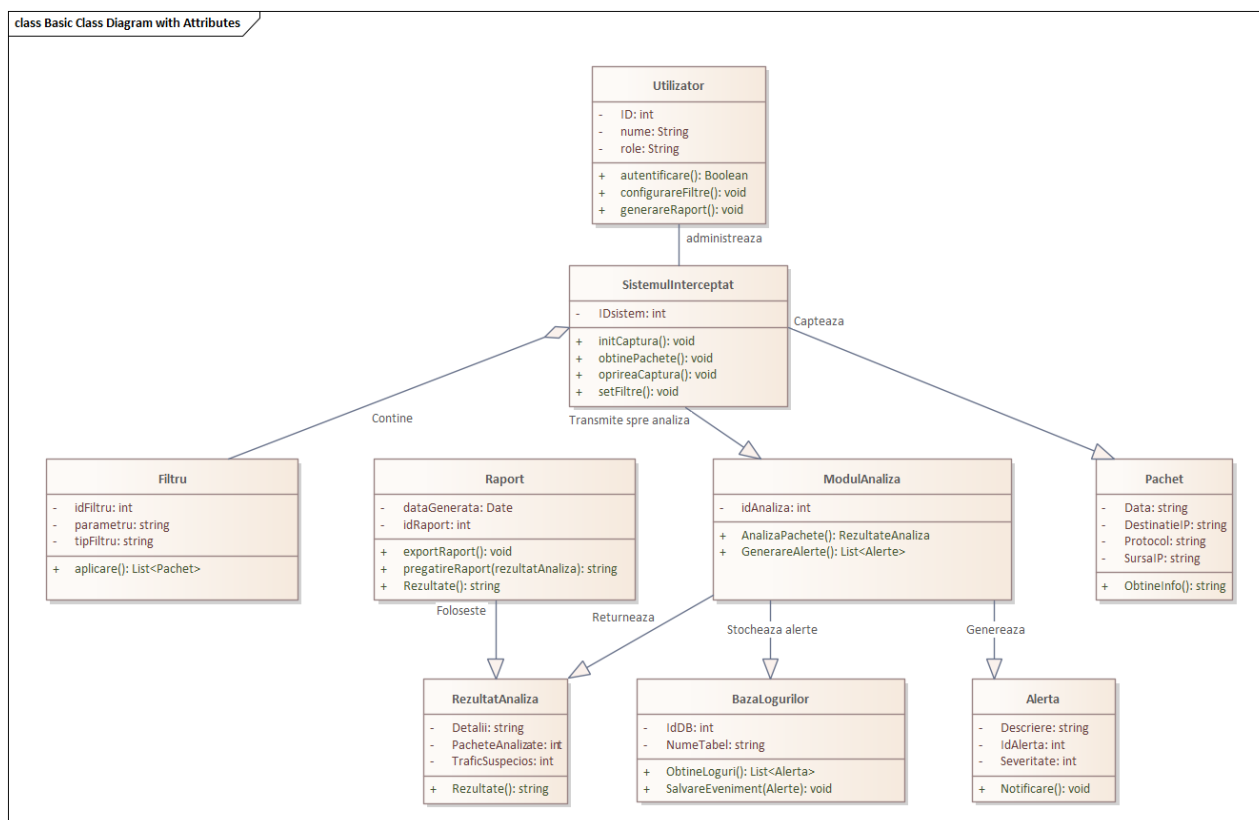 class Basic Class Diagram with Attributes
Utilizator
- ID: int
- nume: String
- role: String
+ autentificare(): Boolean
+ configurareFiltre(): void
+ generareRaport(): void
administreaza
SistemulInterceptat
- IDsistem: int
+ initCaptura(): void
+ obtinePachete(): void
+ oprireaCaptura(): void
+ setFiltre(): void
Capteaza
Contine
Transmite spre analiza
Filtru
- idFiltru: int
- parametru: string
- tipFiltru: string
+ aplicare(): List<Pachet>
Raport
- dataGenerata: Date
- idRaport: int
+ exportRaport(): void
+ pregatireRaport(rezultatAnaliza): string
+ Rezultate(): string
ModulAnaliza
- idAnaliza: int
+ AnalizaPachete(): RezultateAnaliza
+ GenerareAlerte(): List<Alerte>
Pachet
- Data: string
- DestinatieIP: string
- Protocol: string
- SursaIP: string
+ ObtineInfo(): string
Foloseste
Returneaza
Stocheaza alerte
Genereaza
RezultatAnaliza
- Detalii: string
- PacheteAnalizate: int
- TraficSuspecios: int
+ Rezultate(): string
BazaLogurilor
- IdDB: int
- NumeTabel: string
+ ObtineLoguri(): List<Alerta>
+ SalvareEveniment(Alerte): void
Alerta
- Descriere: string
- IdAlerta: int
- Severitate: int
+ Notificare(): void